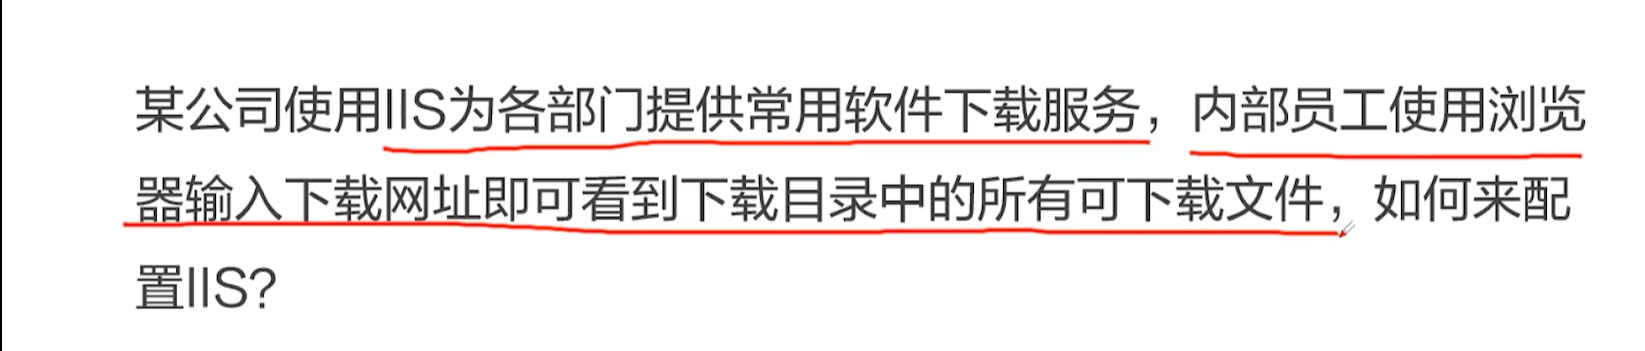 某公司使用IIS为各部门提供常用软件下载服务，内部员工使用浏览
器输入下载网址即可看到下载目录中的所有可下载文件，如何来配
置IIS?